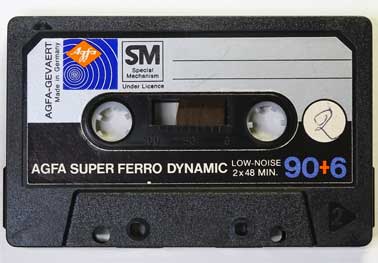 AGFA-GEVAERT
Made in Germany
Agfa
SM
Special
Mechanism
Under Licence
2
AGFA SUPER FERRO DYNAMIC
LOW-NOISE
2x48 MIN.
90+6
2